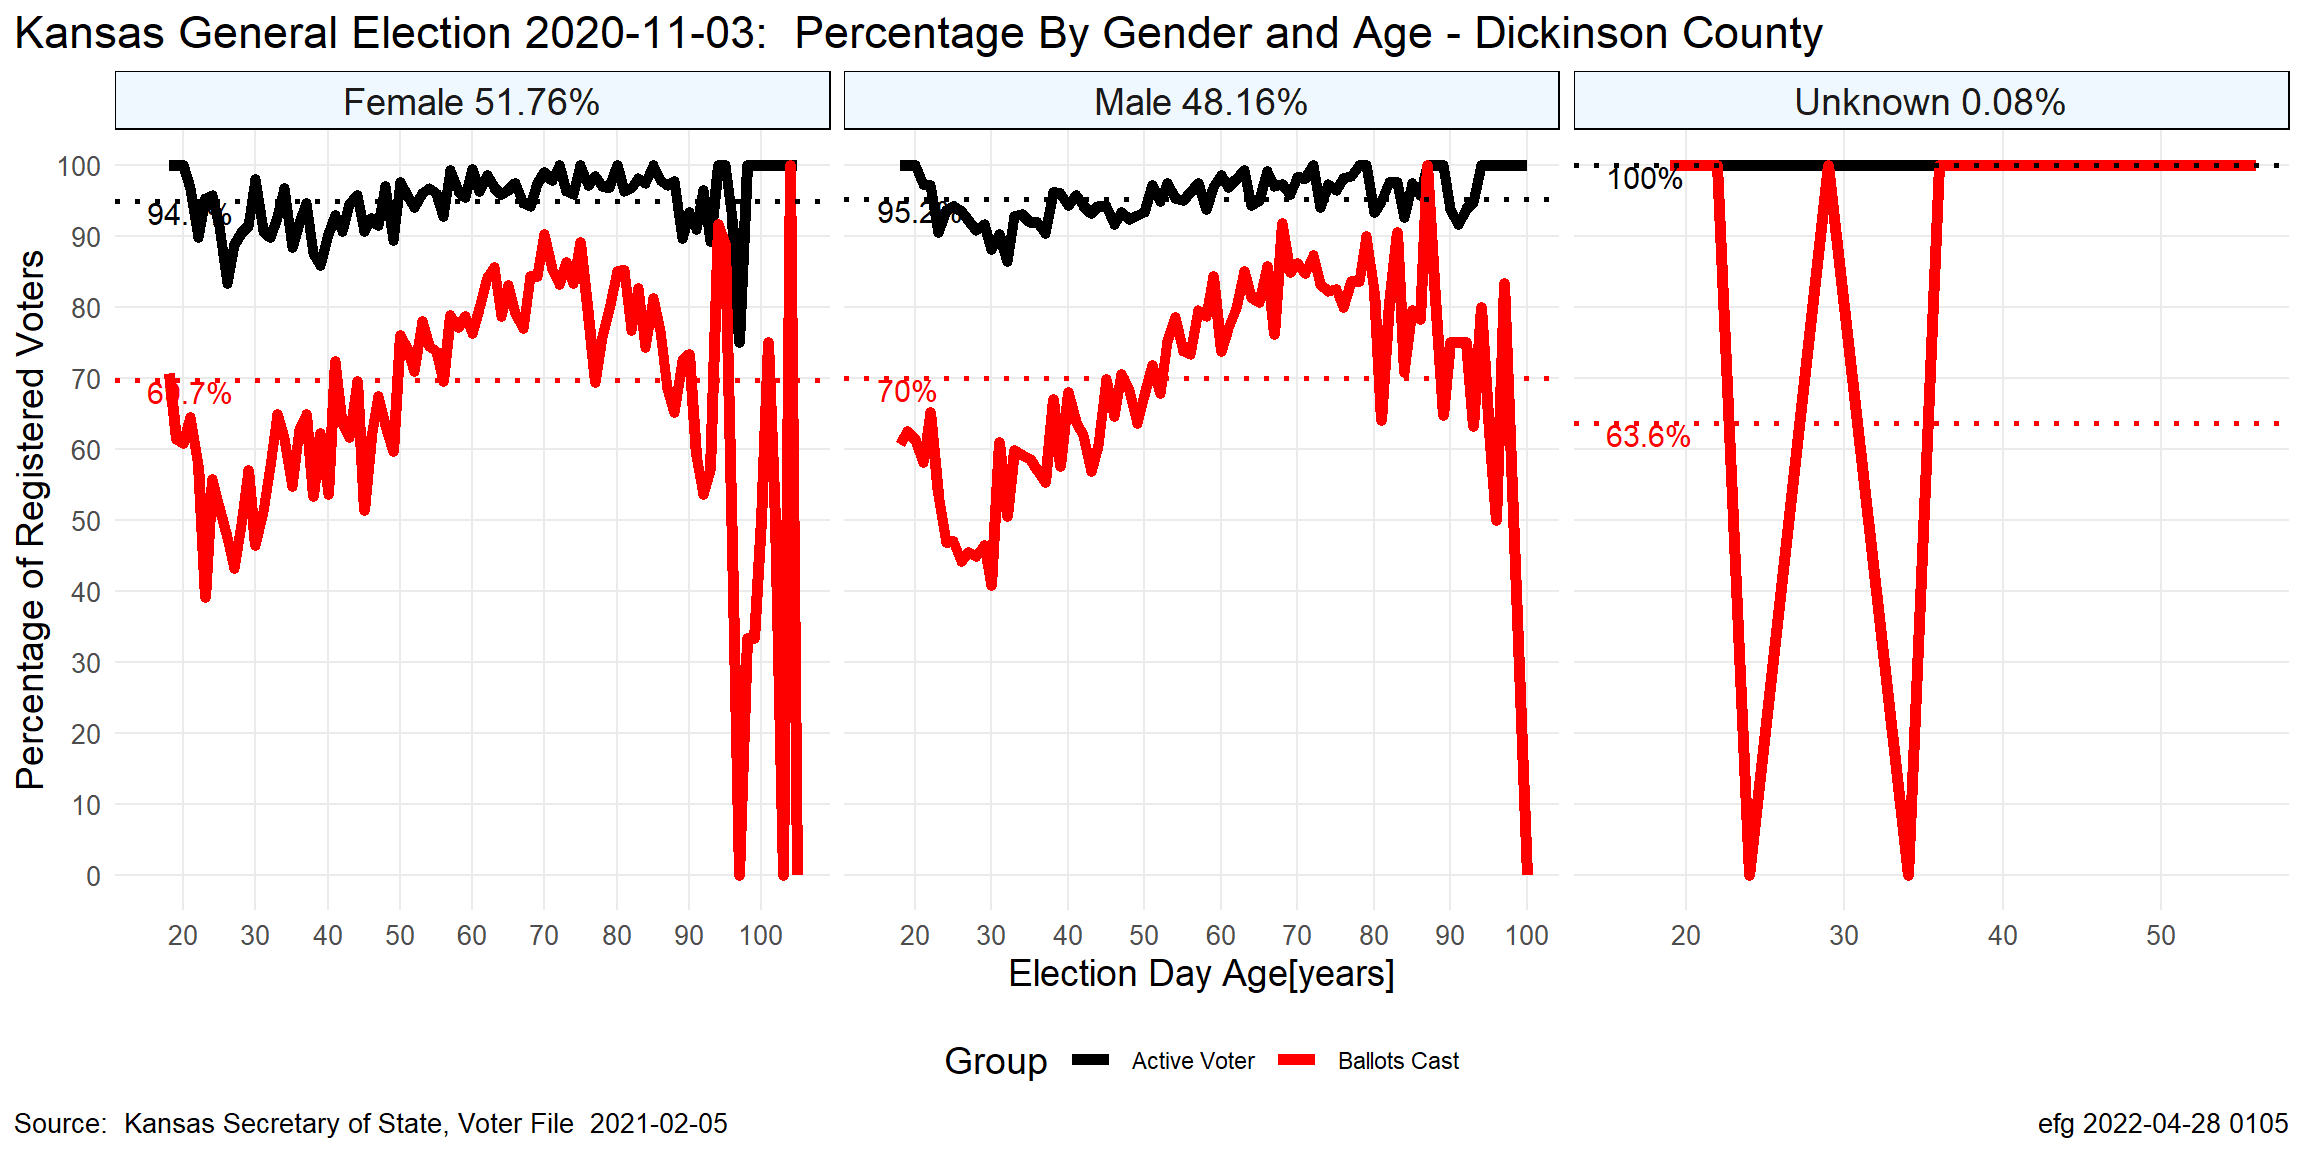 Kansas General Election 2020-11-03:  Percentage By Gender and Age - Dickinson County
Female 51.76%
Male 48.16%
Unknown 0.08%
Percentage of Registered Voters
100
90
80
70
60
50
40
30
20
10
0
69.7%
95.2%
70%
100%
63.6%
20 30 40 50 60 70 80 90 100
20 30 40 50 60 70 80 90 100
20 30 40 50
Election Day Age[years]
Group Active Voter Ballots Cast
Source:  Kansas Secretary of State, Voter File  2021-02-05
efg 2022-04-28 0105